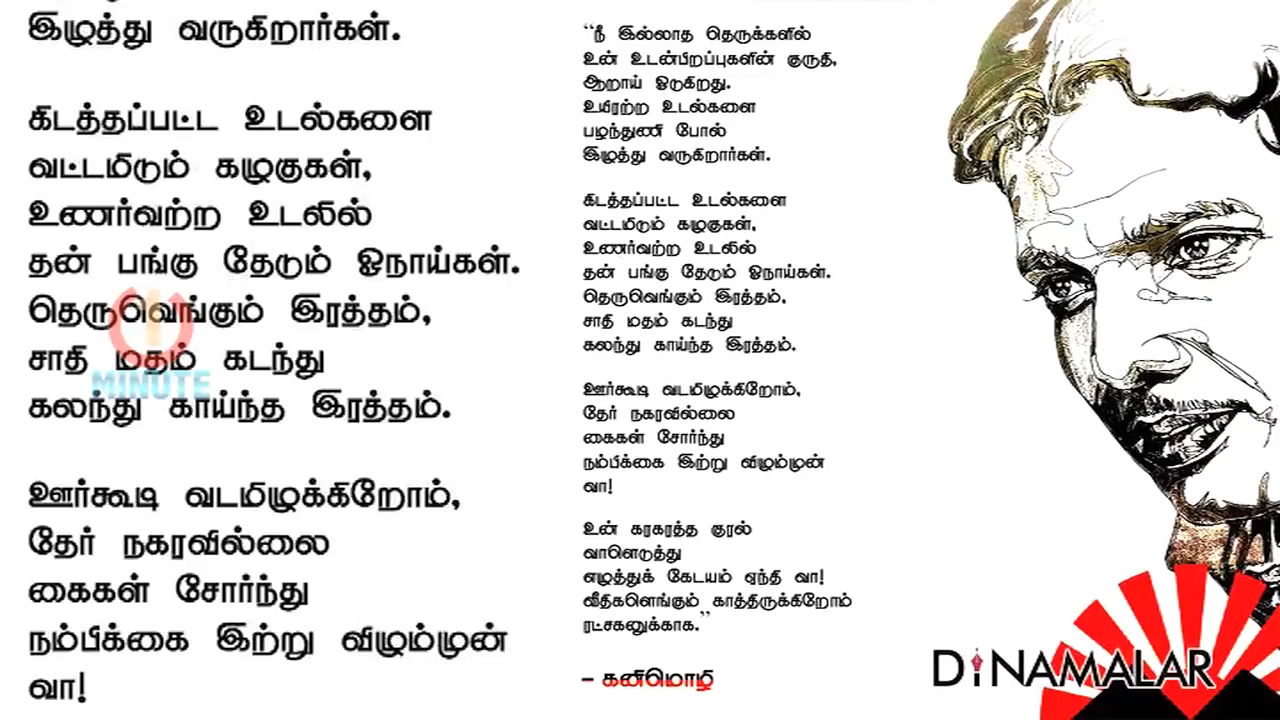 இழுத்து வருகிறார்கள்.
கிடத்தப்பட்ட உடல்களை
வட்டமிடும் கழுகுகள்,
உணர்வற்ற உடலில்
தன் பங்கு தேடும் ஓநாய்கள்.
தெருவெங்கும் இரத்தம்,
சாதி மதம் கடந்து
கலந்து காய்ந்த இரத்தம்.
ஊர்கூடி வடமிழுக்கிறோம்,
தேர் நகரவில்லை
கைகள் சோர்ந்து
நம்பிக்கை இற்று விழும்முன்
வா!
MINUTE
“நீ இல்லாத தெருக்களில்
உன் உடன்பிறப்புகளின் குருதி,
ஆறாய் ஓடுகிறது.
உயிரற்ற உடல்களை
பழந்துணி போல்
இழுத்து வருகிறார்கள்.
கிடத்தப்பட்ட உடல்களை
வட்டமிடும் கழுகுகள்,
உணர்வற்ற உடலில்
தன் பங்கு தேடும் ஓநாய்கள்.
தெருவெங்கும் இரத்தம்,
சாதி மதம் கடந்து
கலந்து காய்ந்த இரத்தம்.
ஊர்கூடி வடமிழுக்கிறோம்,
தேர் நகரவில்லை
கைகள் சோர்ந்து
நம்பிக்கை இற்று விழும்முன்
வா!
உன் கரகரத்த குரல்
வாளெடுத்து
எழுத்துக் கேடயம் ஏந்தி வா!
வீதிகளெங்கும் காத்திருக்கிறோம்
ரட்சகனுக்காக.”
– கனிமொழி
DINAMALAR